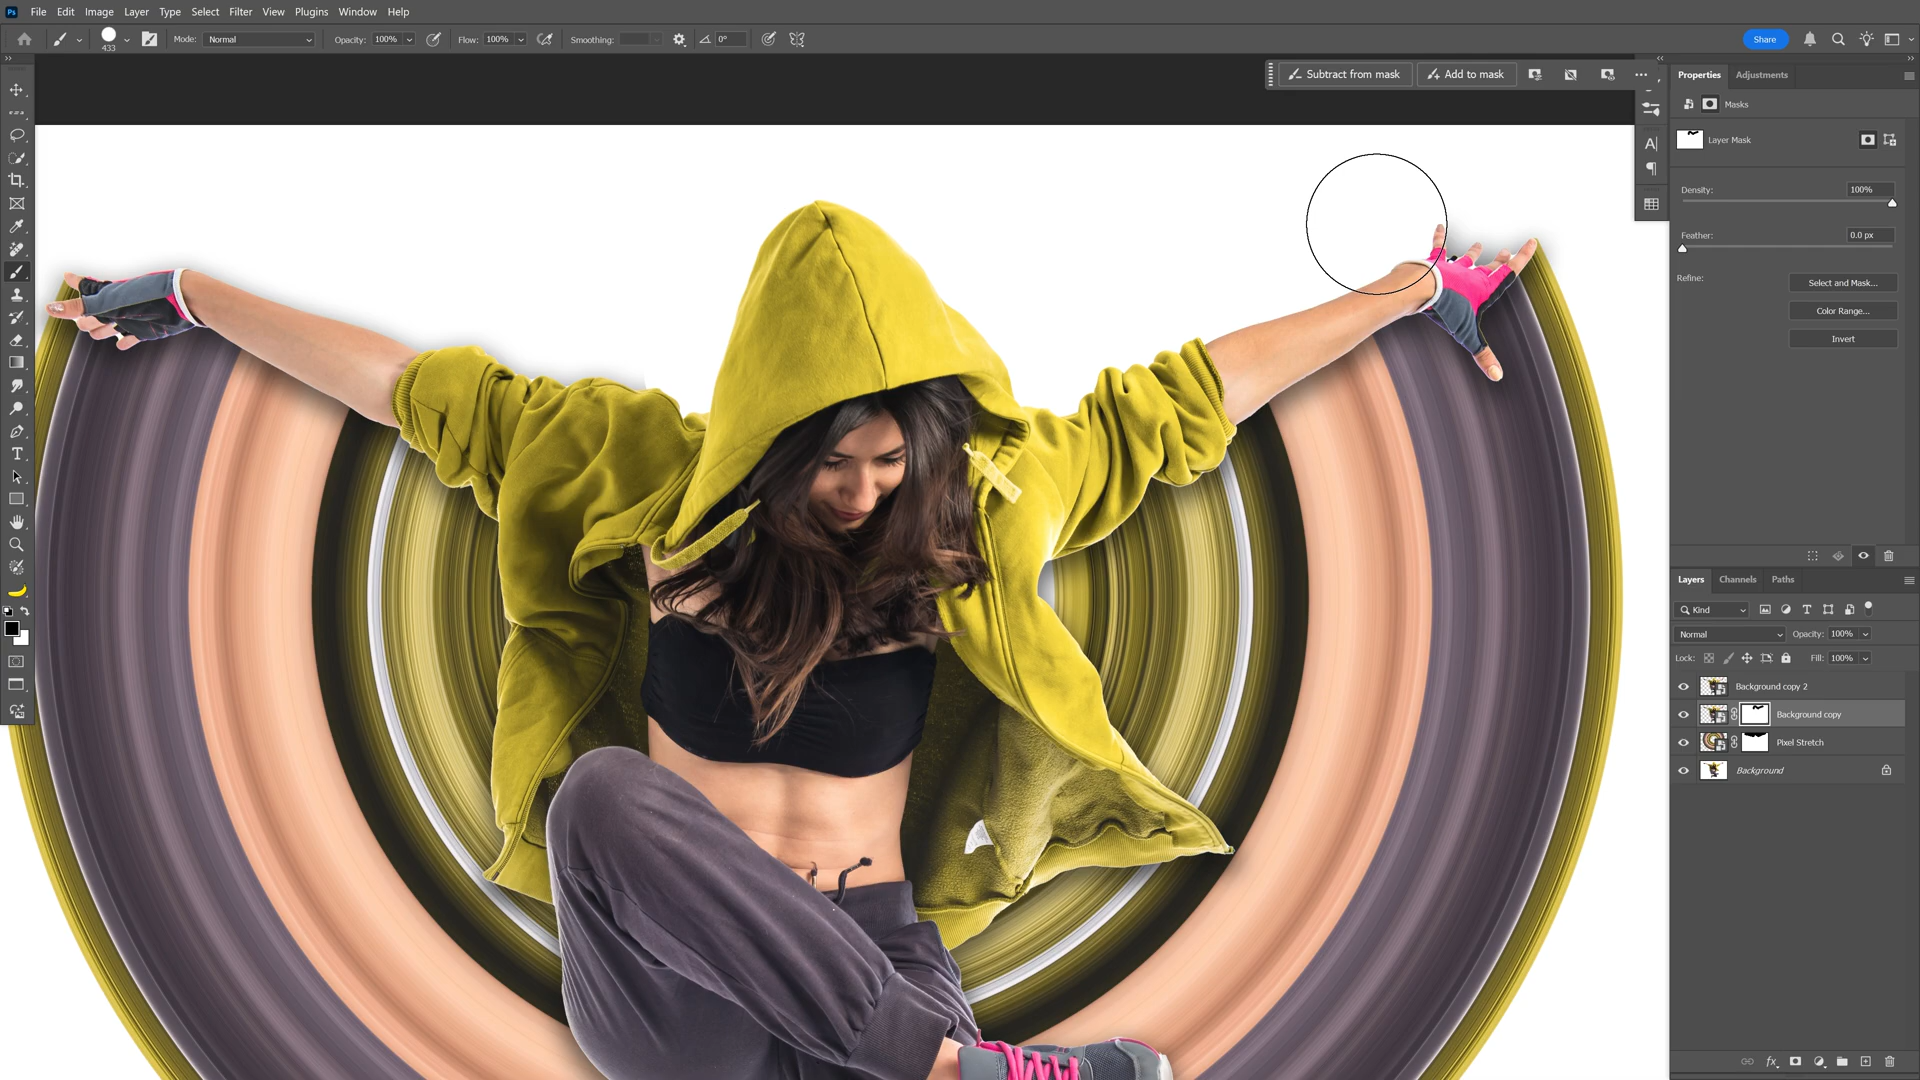 Ps File Edit Image Layer Type Select Filter View Plugins Window Help
433 Mode: Normal Opacity: 100% Flow: 100% Smoothing: 0° Share
Subtract from mask Add to mask
Properties Adjustments
Masks
Layer Mask
Density: 100%
Feather: 0.0 px
Refine: Select and Mask...
Color Range...
Invert
Layers Channels Paths
Kind
Normal Opacity: 100%
Lock: Fill: 100%
Background copy 2
Background copy
Pixel Stretch
Background